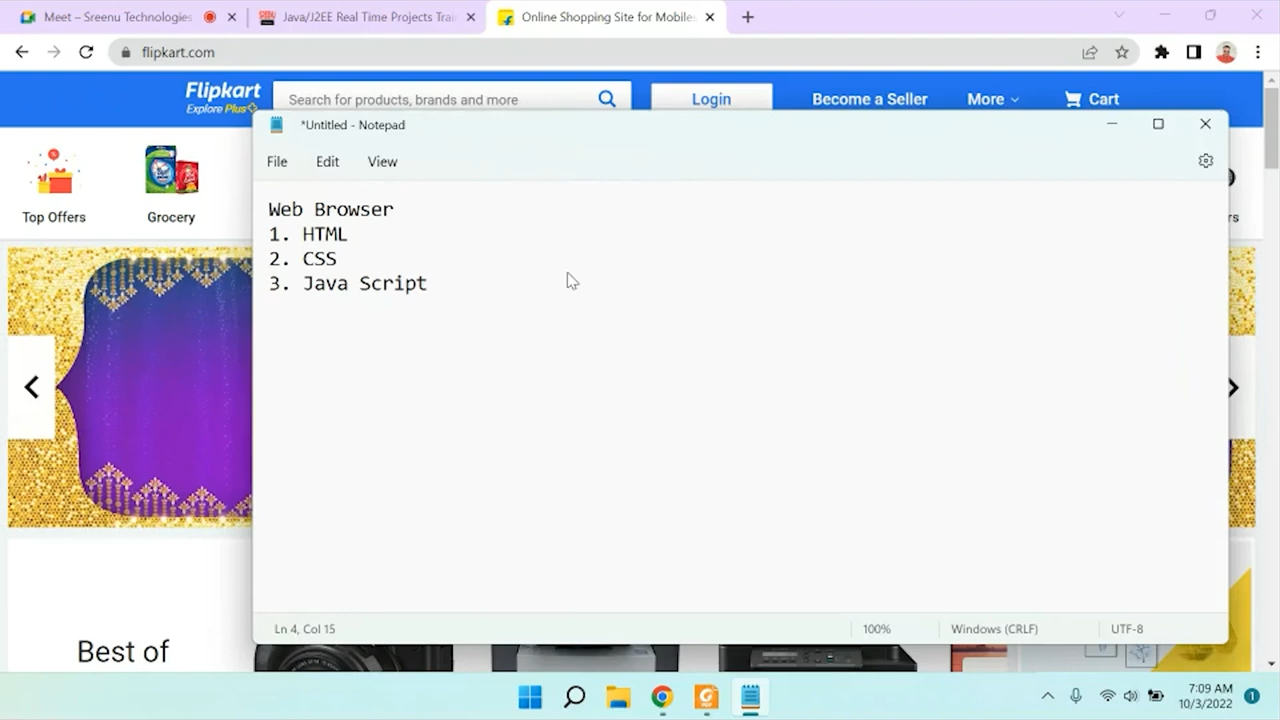 Meet – Sreenu Technologies
Java/J2EE Real Time Projects Trai
Online Shopping Site for Mobiles
flipkart.com
Flipkart
Explore Plus
Search for products, brands and more
Login
Become a Seller
More
Cart
*Untitled - Notepad
File
Edit
View
Top Offers
Grocery
rs
Web Browser
1. HTML
2. CSS
3. Java Script
Ln 4, Col 15
100%
Windows (CRLF)
UTF-8
Best of
7:09 AM
10/3/2022
1